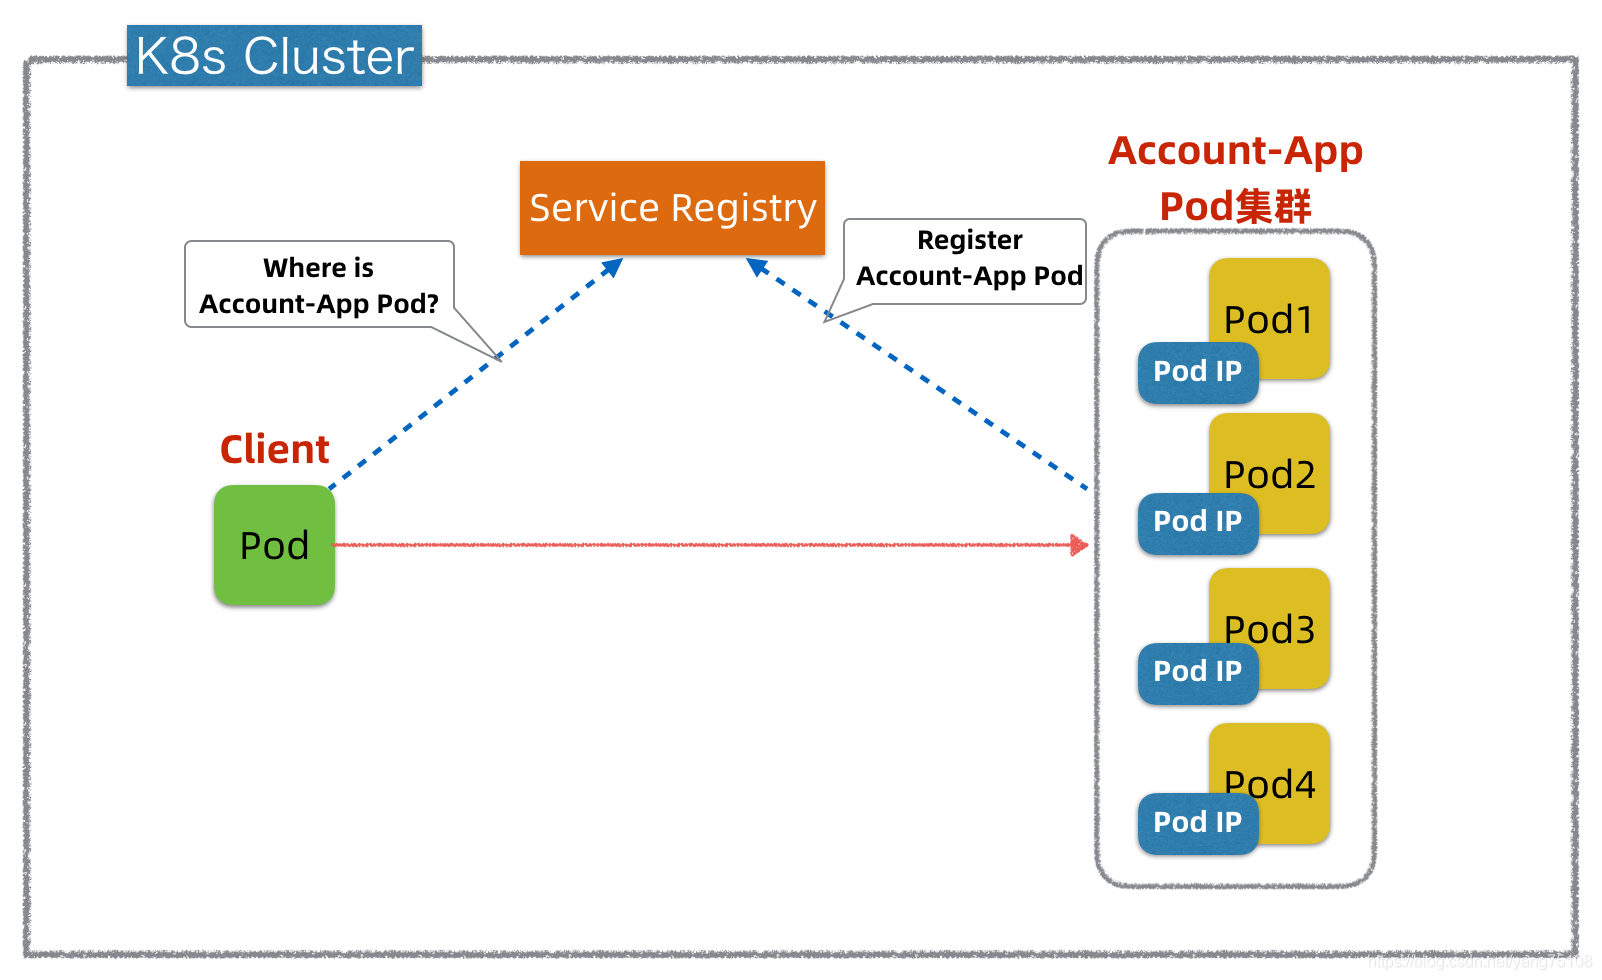 K8s Cluster
Service Registry
Where is
Account-App Pod?
Register
Account-App Pod
Account-App
Pod集群
Client
Pod
Pod1
Pod IP
Pod2
Pod IP
Pod3
Pod IP
Pod4
Pod IP
https://blog.csdn.net/yang75108